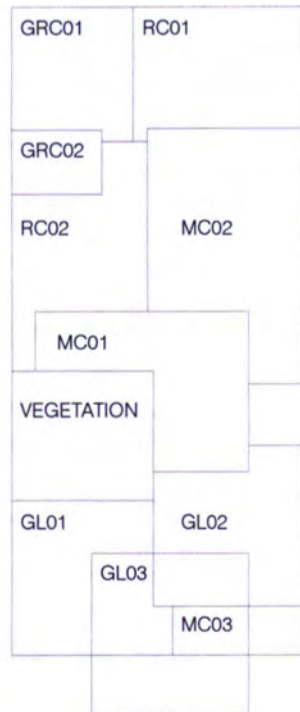 GRC01 RC01
GRC02
RC02 MC02
MC01
VEGETATION
GL01 GL02
GL03
MC03